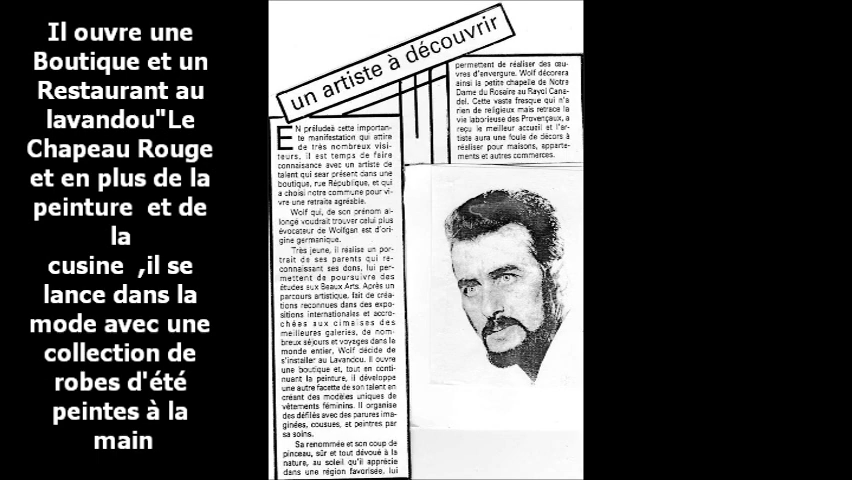 Il ouvre une
Boutique et un
Restaurant au
lavandou"Le
Chapeau Rouge
et en plus de la
peinture et de
la
cusine ,il se
lance dans la
mode avec une
collection de
robes d'été
peintes à la
main
un artiste à découvrir
EN préludeà cette importan-
te manifestation qui attire
de très nombreux visi-
teurs, il est temps de faire
connaisance avec un artiste de
talent qui sear présent dans une
boutique, rue République, et qui
a choisi notre commune pour vi-
vre une retraite agréable.
Wolf qui, de son prénom al-
longé voudrait trouver celui plus
évocateur de Wolfgan est d'ori-
gine germanique.
Très jeune, il réalise un por-
trait de ses parents qui re-
connaissant ses dons, lui per-
mettent de poursuivre des
études aux Beaux Arts. Après un
parcours artistique, fait de créa-
tions reconnues dans des expo-
sitions internationales et accro-
chées aux cimaises des
meilleures galeries, de nom-
breux séjours et voyages dans le
monde entier, Wolf décide de
s'installer au Lavandou. Il ouvre
une boutique et, tout en conti-
nuant la peinture, il développe
une autre facette de son talent en
créant des modèles uniques de
vêtements féminins. Il organise
des défilés avec des parures ima-
ginées, cousues, et peintres par
sa soins.
Sa renommée et son coup de
pinceau, sûr et tout dévoué à la
nature, au soleil qu'il apprécie
dans une région favorisée, lui
permettent de réaliser des œu-
vres d'envergure. Wolf décorera
ainsi la petite chapelle de Notre
Dame du Rosaire au Rayol Cana-
del. Cette vaste fresque qui n'a
rien de religieux mais retrace la
vie laborieuse des Provençaux, a
reçu le meilleur accueil et l'ar-
tiste aura une foule de décors à
réaliser pour maisons, apparte-
ments et autres commerces.